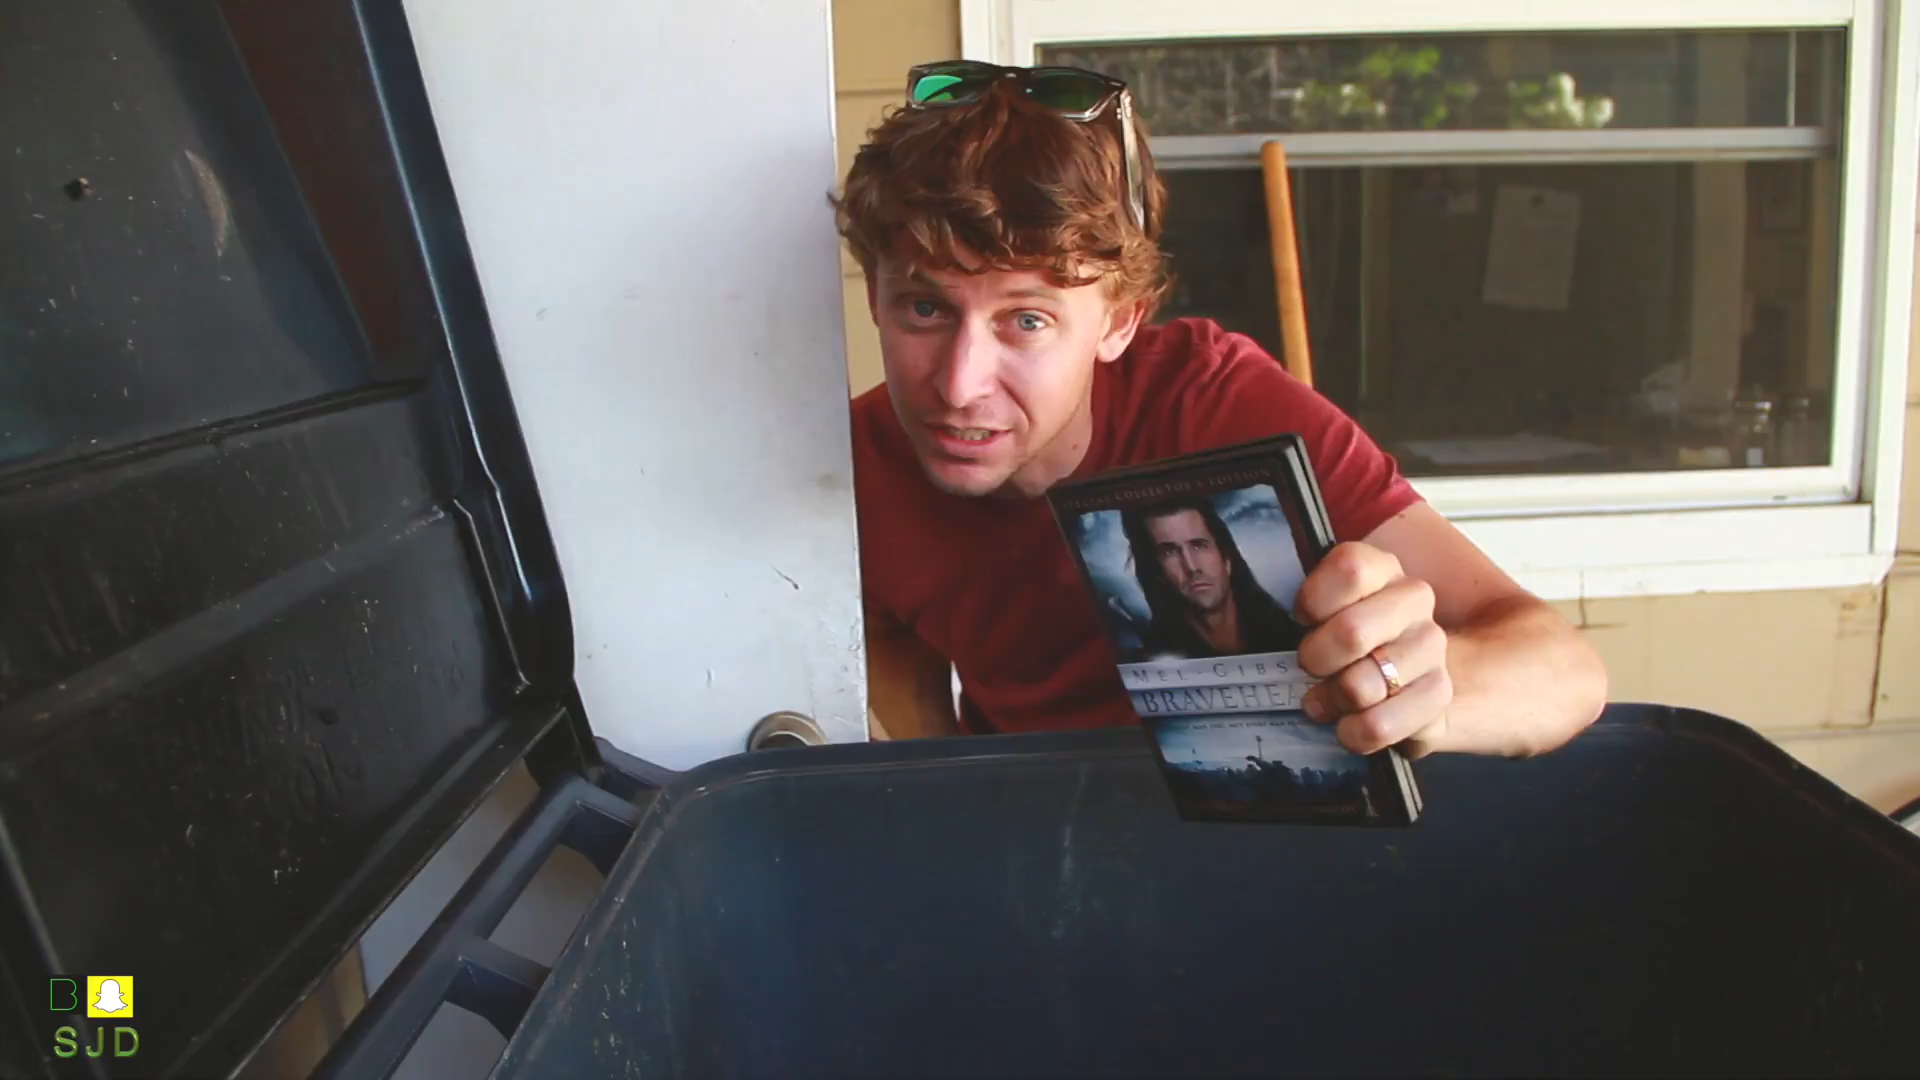 SPECIAL COLLECTOR'S EDITION
MEL GIBS
BRAVEHEA
B
SJD